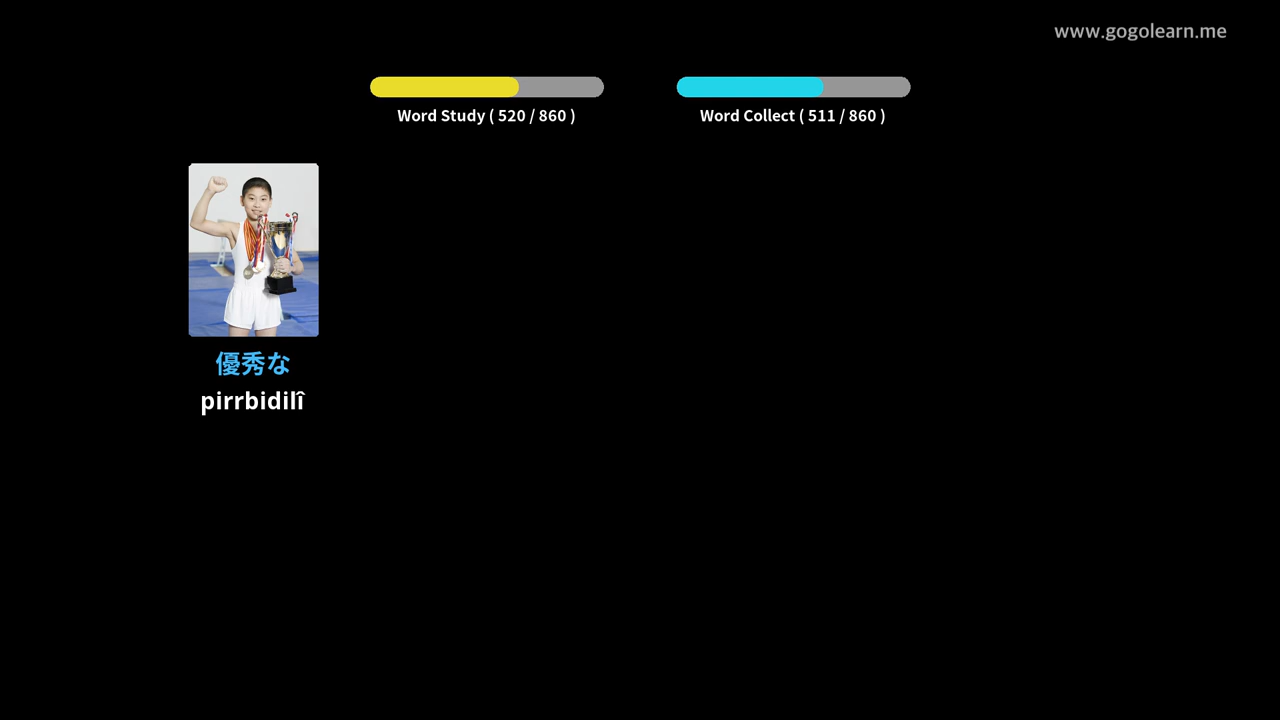 www.gogolearn.me
Word Study ( 520 / 860 )
Word Collect ( 511 / 860 )
優秀な
pirrbidilî